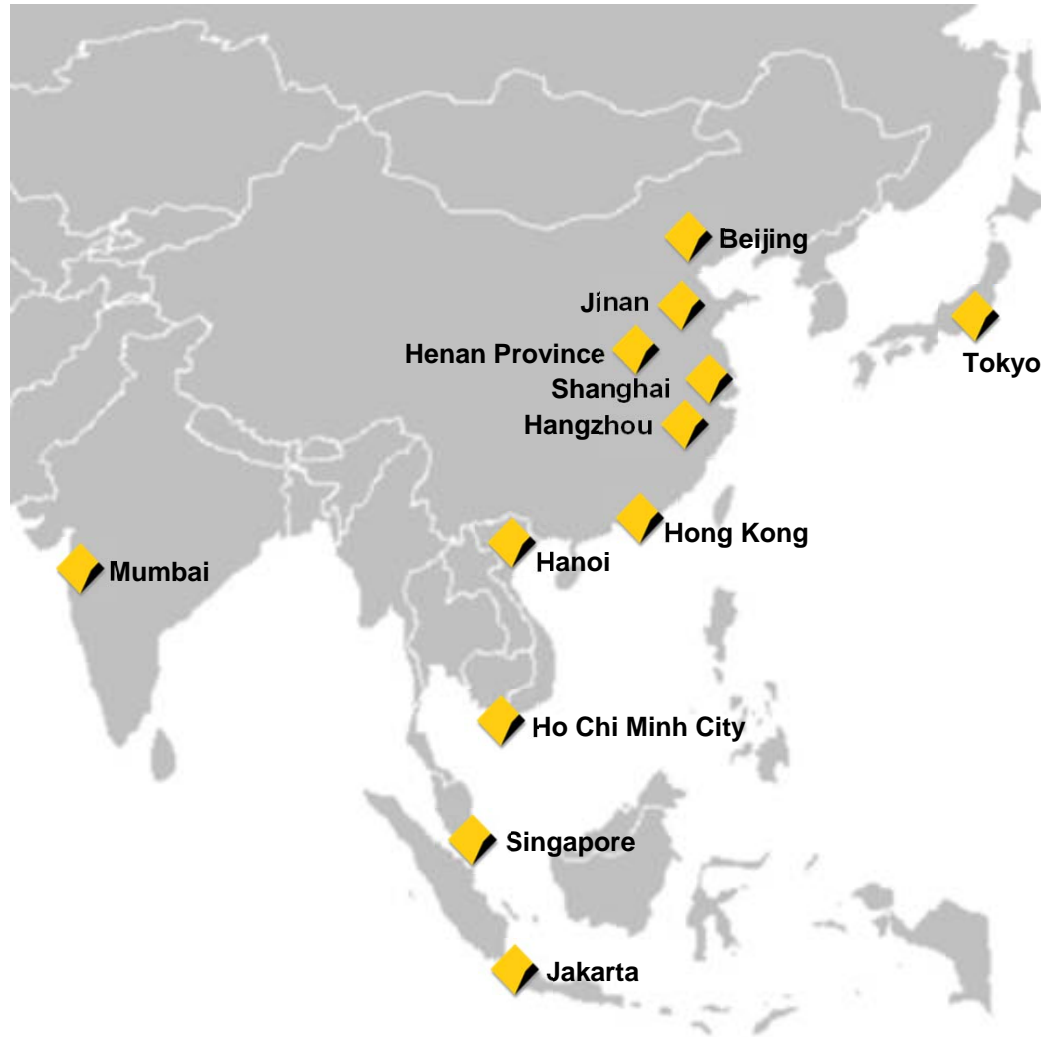 Beijing
Jinan
Henan Province
Tokyo
Shanghai
Hangzhou
Hong Kong
Hanoi
Mumbai
Ho Chi Minh City
Singapore
Jakarta